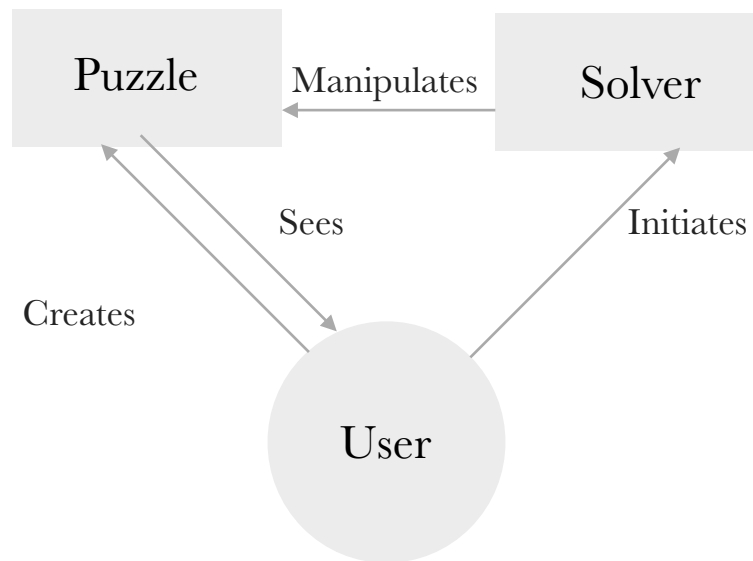 Puzzle
Manipulates
Solver
Sees
Initiates
Creates
User